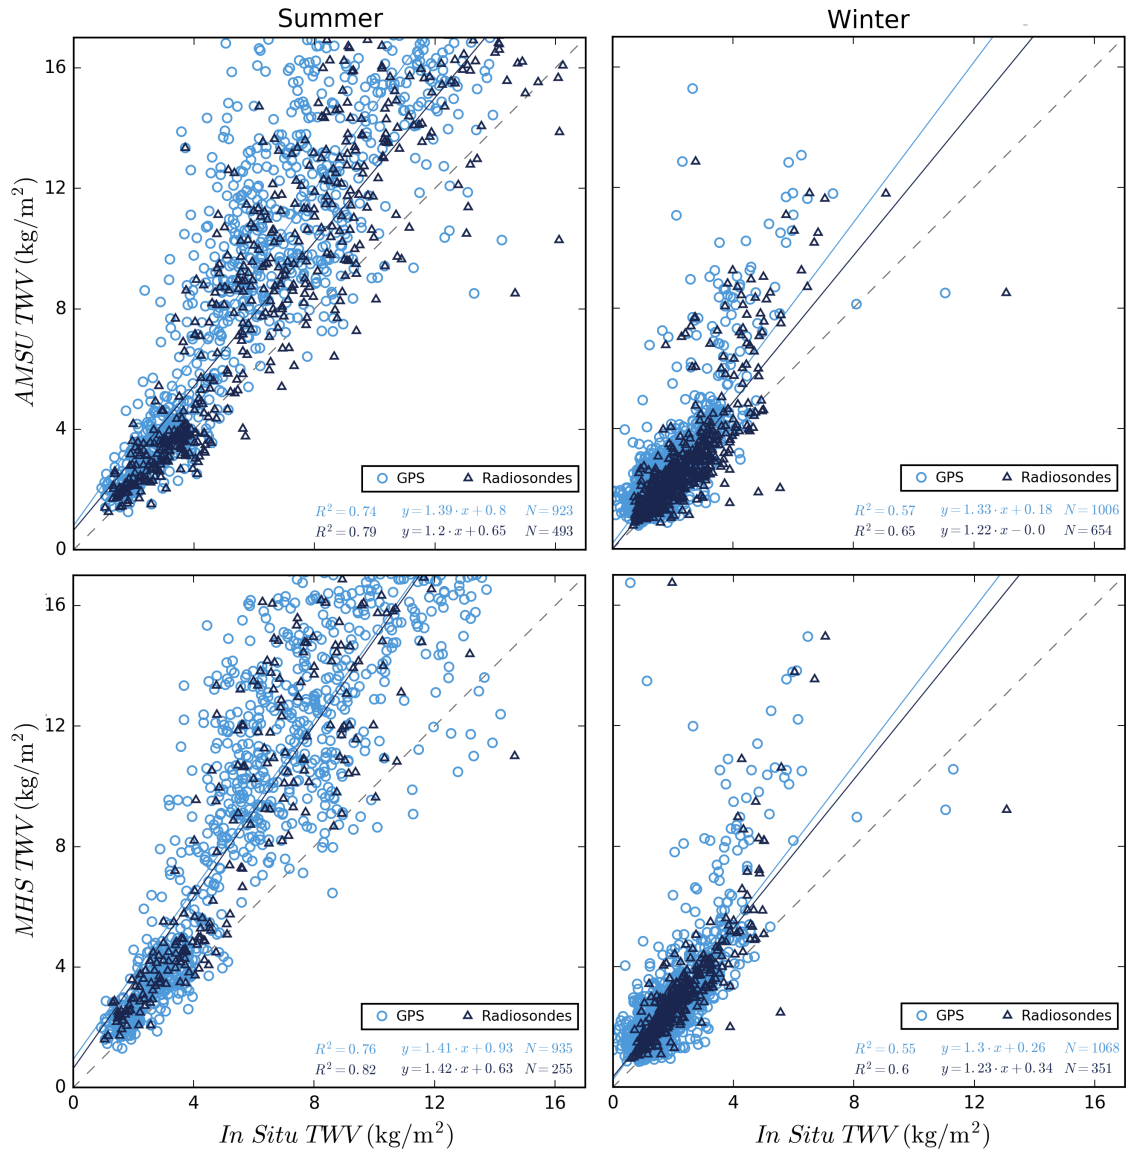 Summer
Winter
AMSU TWV (kg/m²)
16
12
8
4
0
GPS Radiosondes
R² = 0.74 y = 1.39 · x + 0.8 N = 923
R² = 0.79 y = 1.2 · x + 0.65 N = 493
GPS Radiosondes
R² = 0.57 y = 1.33 · x + 0.18 N = 1006
R² = 0.65 y = 1.22 · x − 0.0 N = 654
MHS TWV (kg/m²)
16
12
8
4
0
GPS Radiosondes
R² = 0.76 y = 1.41 · x + 0.93 N = 935
R² = 0.82 y = 1.42 · x + 0.63 N = 255
GPS Radiosondes
R² = 0.55 y = 1.3 · x + 0.26 N = 1068
R² = 0.6 y = 1.23 · x + 0.34 N = 351
0 4 8 12 16
0 4 8 12 16
In Situ TWV (kg/m²)
In Situ TWV (kg/m²)